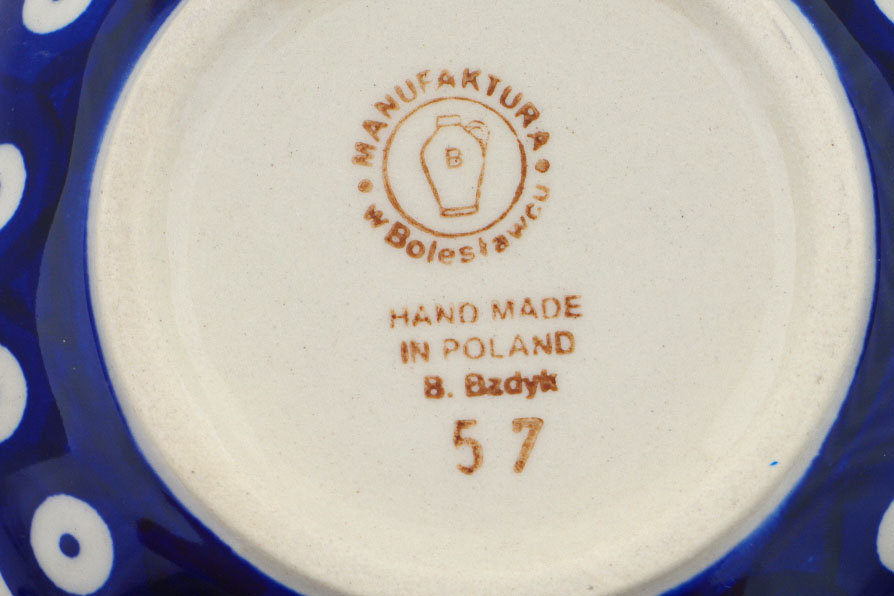 MANUFAKTURA
w Bolesławcu
B
HAND MADE
IN POLAND
B. Bzdyk
57